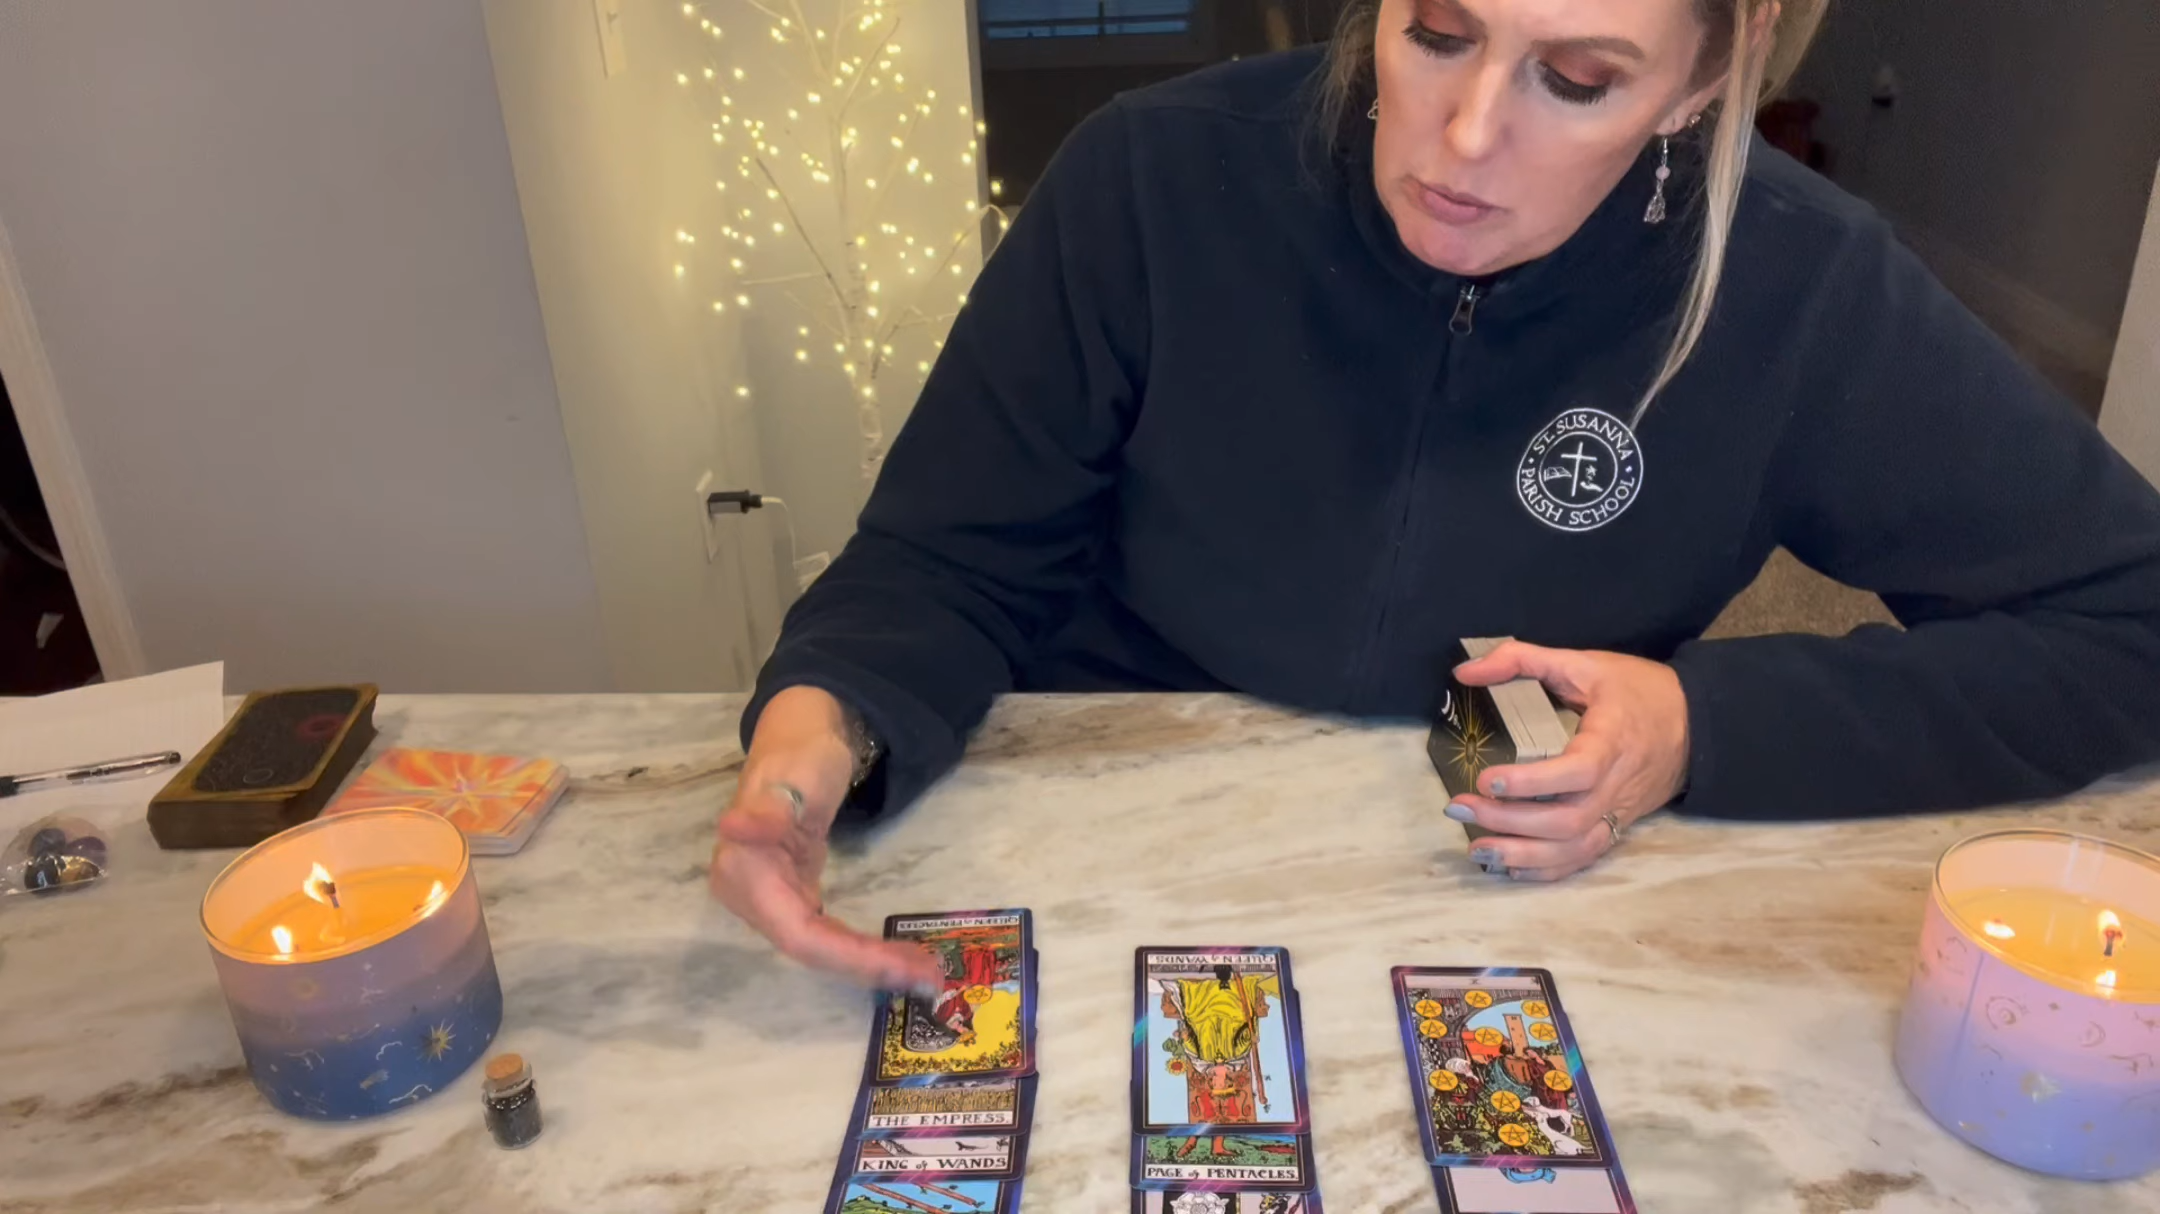 ST. SUSANNA
PARISH SCHOOL
QUEEN of PENTACLES
THE EMPRESS.
KING of WANDS
QUEEN of WANDS.
PAGE of PENTACLES.
X